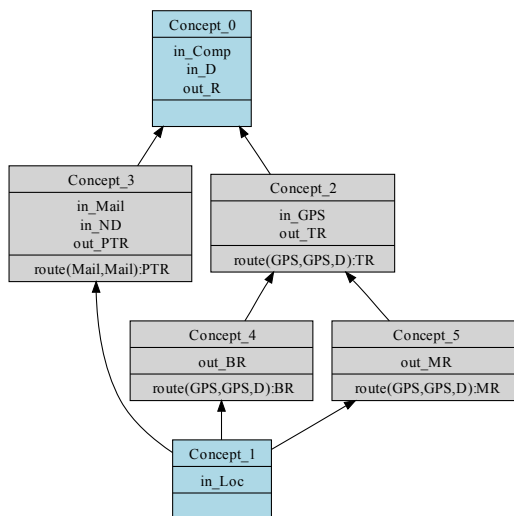 Concept_0
in_Comp
in_D
out_R
Concept_3
in_Mail
in_ND
out_PTR
route(Mail,Mail):PTR
Concept_2
in_GPS
out_TR
route(GPS,GPS,D):TR
Concept_4
out_BR
route(GPS,GPS,D):BR
Concept_5
out_MR
route(GPS,GPS,D):MR
Concept_1
in_Loc